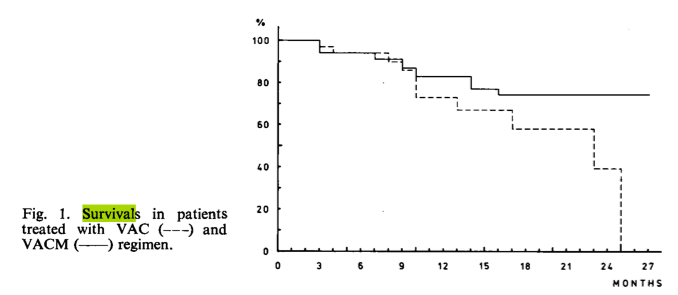 %
100
80
60
40
20
0
0 3 6 9 12 15 18 21 24 27
MONTHS
Fig. 1. Survivals in patients
treated with VAC (---) and
VACM (——) regimen.